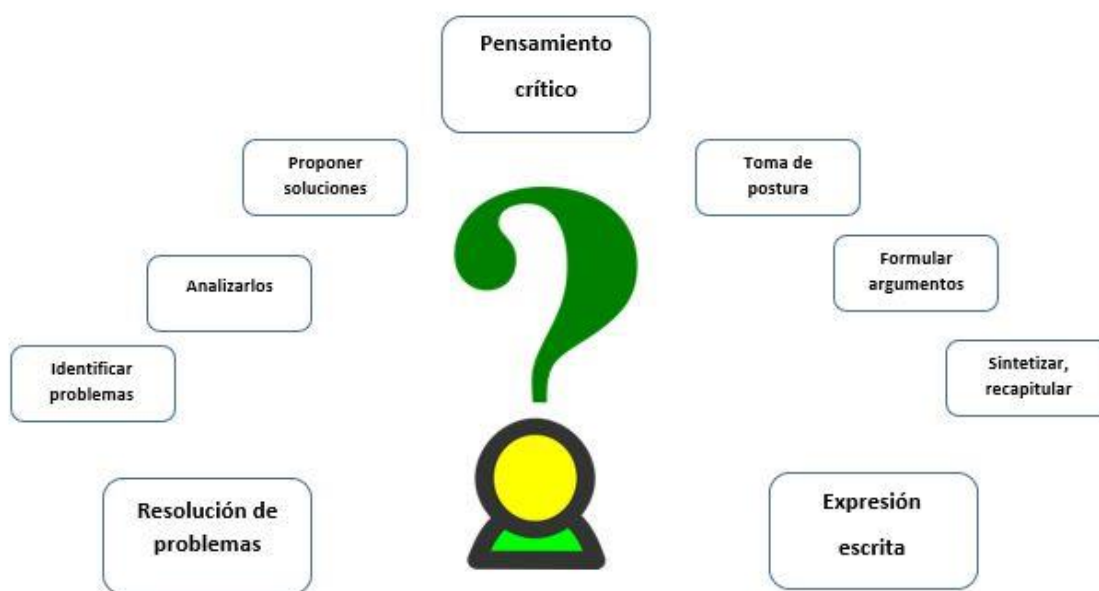 Pensamiento
crítico
Proponer
soluciones
Toma de
postura
Analizarlos
Formular
argumentos
Identificar
problemas
Sintetizar,
recapitular
Resolución de
problemas
Expresión
escrita